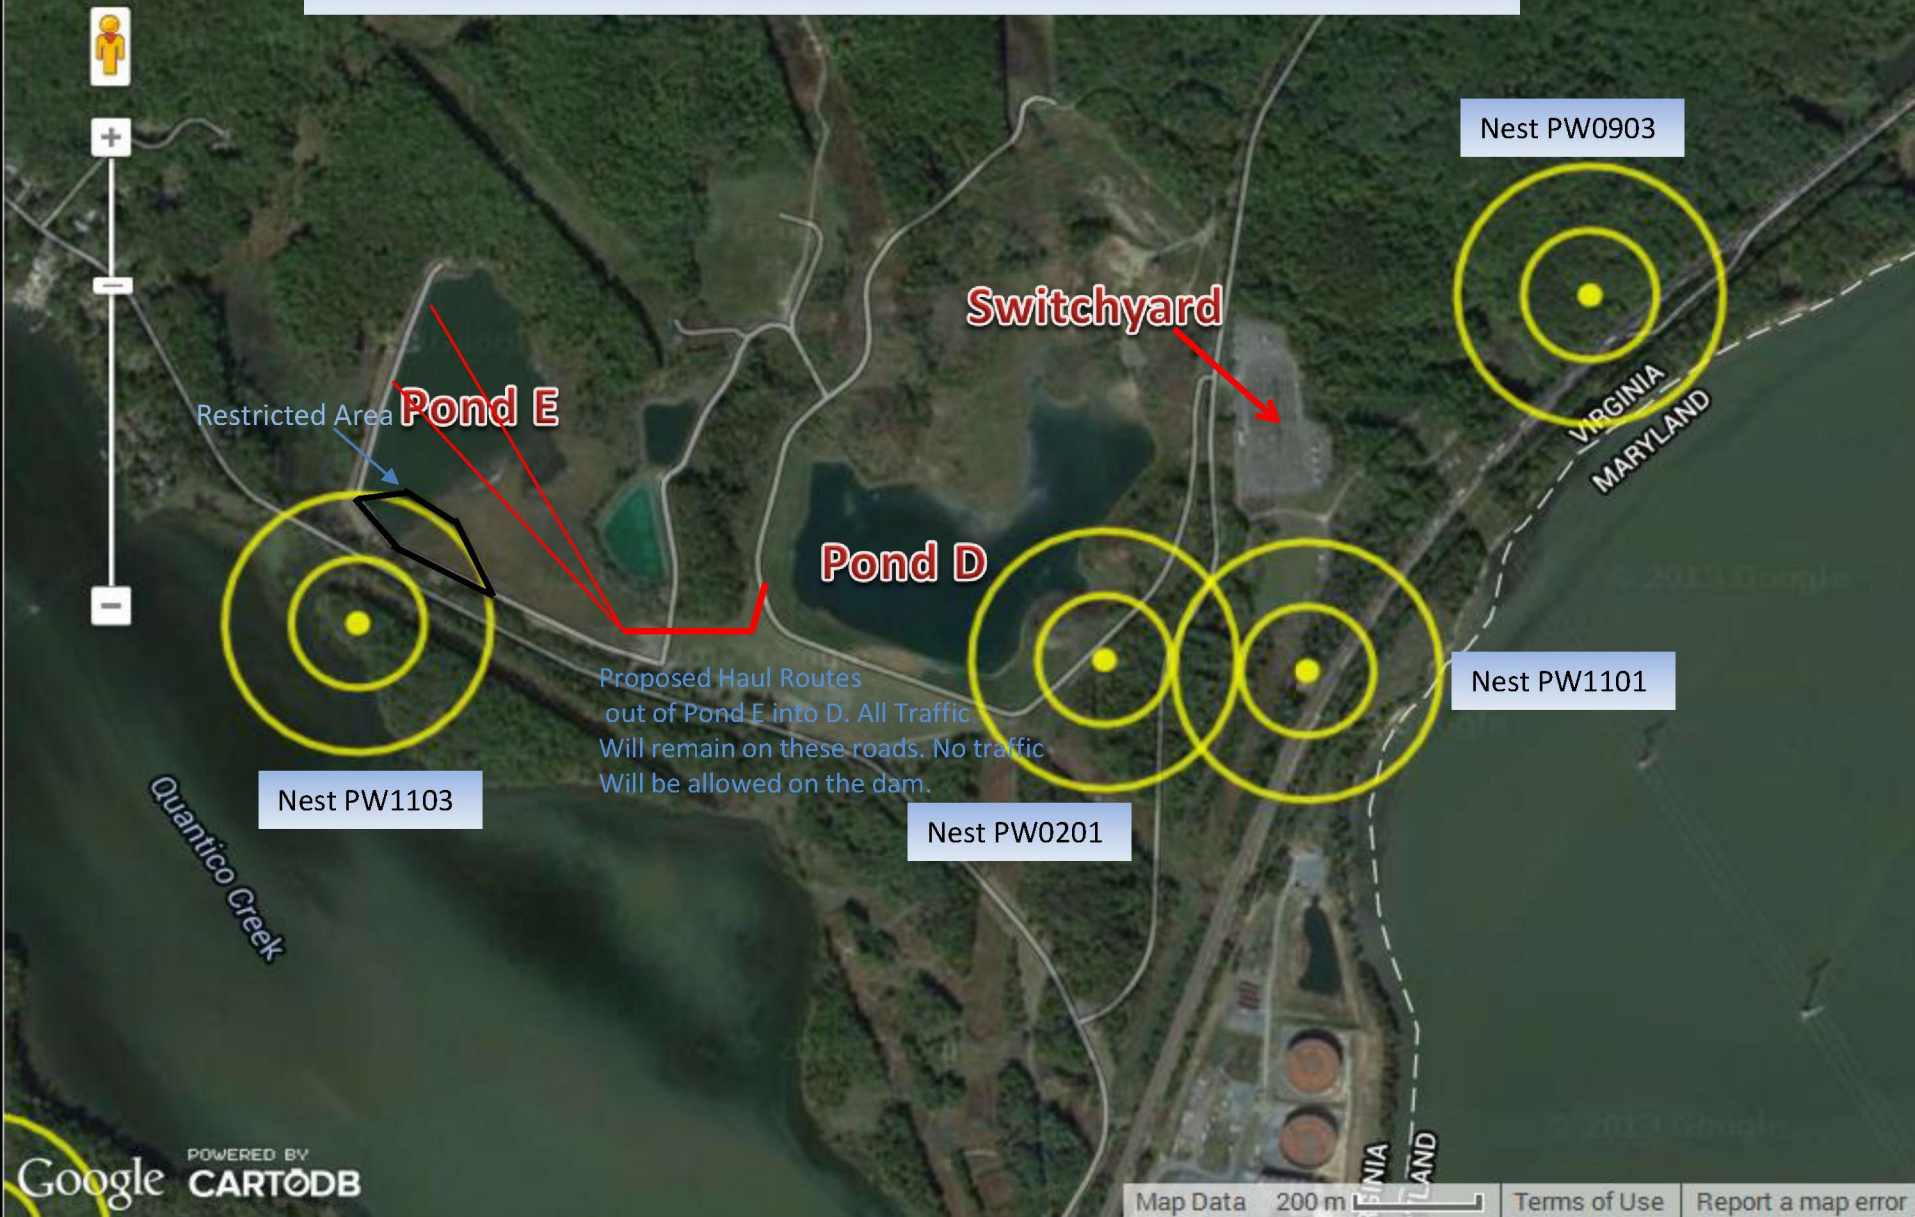 Nest PW0903
Switchyard
Restricted Area
Pond E
VIRGINIA
MARYLAND
Pond D
Proposed Haul Routes
out of Pond E into D. All Traffic
Will remain on these roads. No traffic
Will be allowed on the dam.
Nest PW1101
Nest PW1103
Nest PW0201
Quantico Creek
Google
POWERED BY
CARTODB
GINIA
LAND
Map Data
200 m
Terms of Use
Report a map error